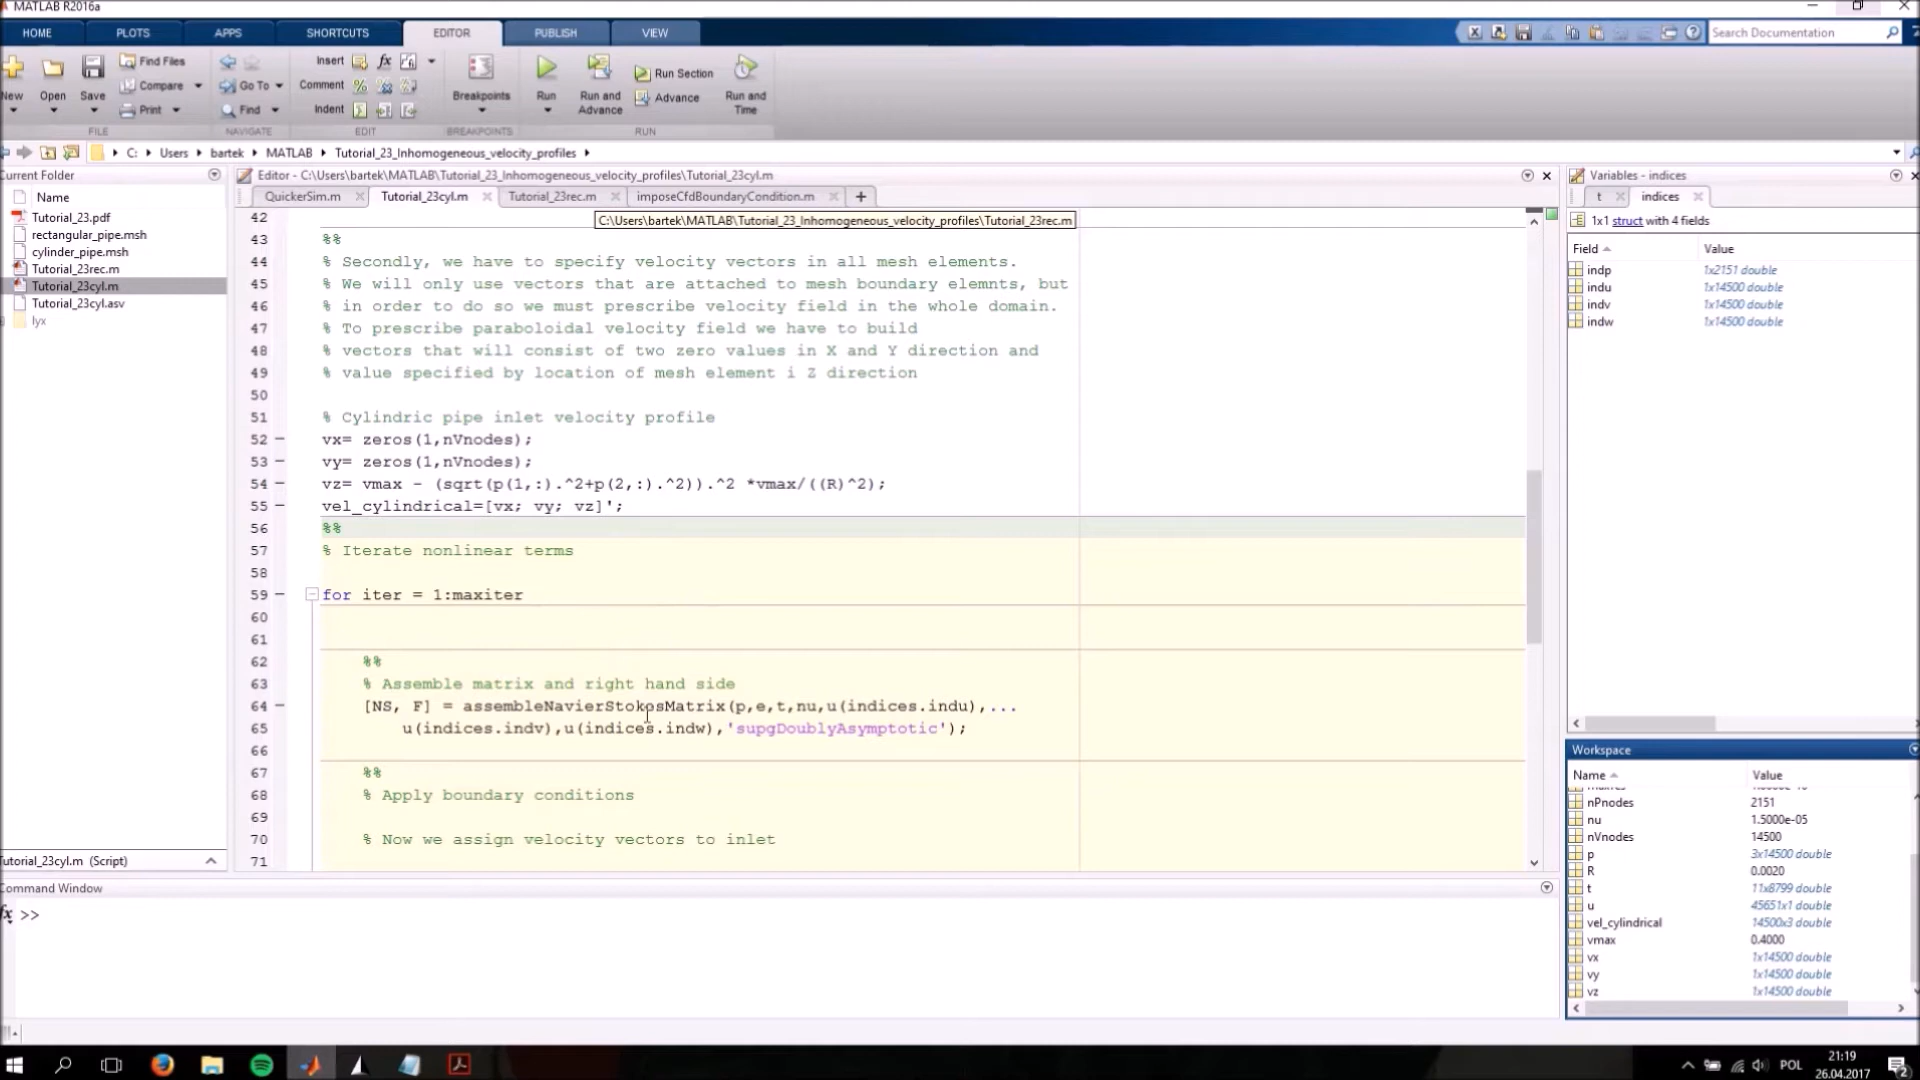 MATLAB R2016a
HOME
PLOTS
APPS
SHORTCUTS
EDITOR
PUBLISH
VIEW
Search Documentation
New
Open
Save
Find Files
Compare
Print
Go To
Find
Insert
Comment
Indent
fx
Breakpoints
Run
Run and
Advance
Run Section
Advance
Run and
Time
FILE
NAVIGATE
EDIT
BREAKPOINTS
RUN
C: Users bartek MATLAB Tutorial_23_Inhomogeneous_velocity_profiles
Current Folder
Name
Tutorial_23.pdf
rectangular_pipe.msh
cylinder_pipe.msh
Tutorial_23rec.m
Tutorial_23cyl.m
Tutorial_23cyl.asv
lyx
Tutorial_23cyl.m (Script)
Editor - C:\Users\bartek\MATLAB\Tutorial_23_Inhomogeneous_velocity_profiles\Tutorial_23cyl.m
QuickerSim.m
Tutorial_23cyl.m
Tutorial_23rec.m
imposeCfdBoundaryCondition.m
C:\Users\bartek\MATLAB\Tutorial_23_Inhomogeneous_velocity_profiles\Tutorial_23rec.m
42
43 %%
44 % Secondly, we have to specify velocity vectors in all mesh elements.
45 % We will only use vectors that are attached to mesh boundary elemnts, but
46 % in order to do so we must prescribe velocity field in the whole domain.
47 % To prescribe paraboloidal velocity field we have to build
48 % vectors that will consist of two zero values in X and Y direction and
49 % value specified by location of mesh element i Z direction
50
51 % Cylindric pipe inlet velocity profile
52 vx= zeros(1,nVnodes);
53 vy= zeros(1,nVnodes);
54 vz= vmax - (sqrt(p(1,:).^2+p(2,:).^2)).^2 *vmax/((R)^2);
55 vel_cylindrical=[vx; vy; vz]';
56 %%
57 % Iterate nonlinear terms
58
59 for iter = 1:maxiter
60
61
62 %%
63 % Assemble matrix and right hand side
64 [NS, F] = assembleNavierStokesMatrix(p,e,t,nu,u(indices.indu),...
65 u(indices.indv),u(indices.indw),'supgDoublyAsymptotic');
66
67 %%
68 % Apply boundary conditions
69
70 % Now we assign velocity vectors to inlet
71
Command Window
fx >>
Variables - indices
t
indices
1x1 struct with 4 fields
Field Value
indp 1x2151 double
indu 1x14500 double
indv 1x14500 double
indw 1x14500 double
Workspace
Name Value
nPnodes 2151
nu 1.5000e-05
nVnodes 14500
p 3x14500 double
R 0.0020
t 11x8799 double
u 45651x1 double
vel_cylindrical 14500x3 double
vmax 0.4000
vx 1x14500 double
vy 1x14500 double
vz 1x14500 double
POL
21:19
26.04.2017
2